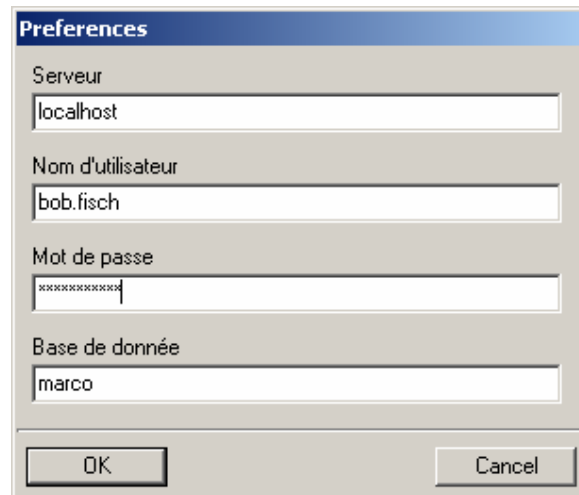 Preferences
Serveur
localhost
Nom d'utilisateur
bob.fisch
Mot de passe
***********
Base de donnée
marco
OK Cancel